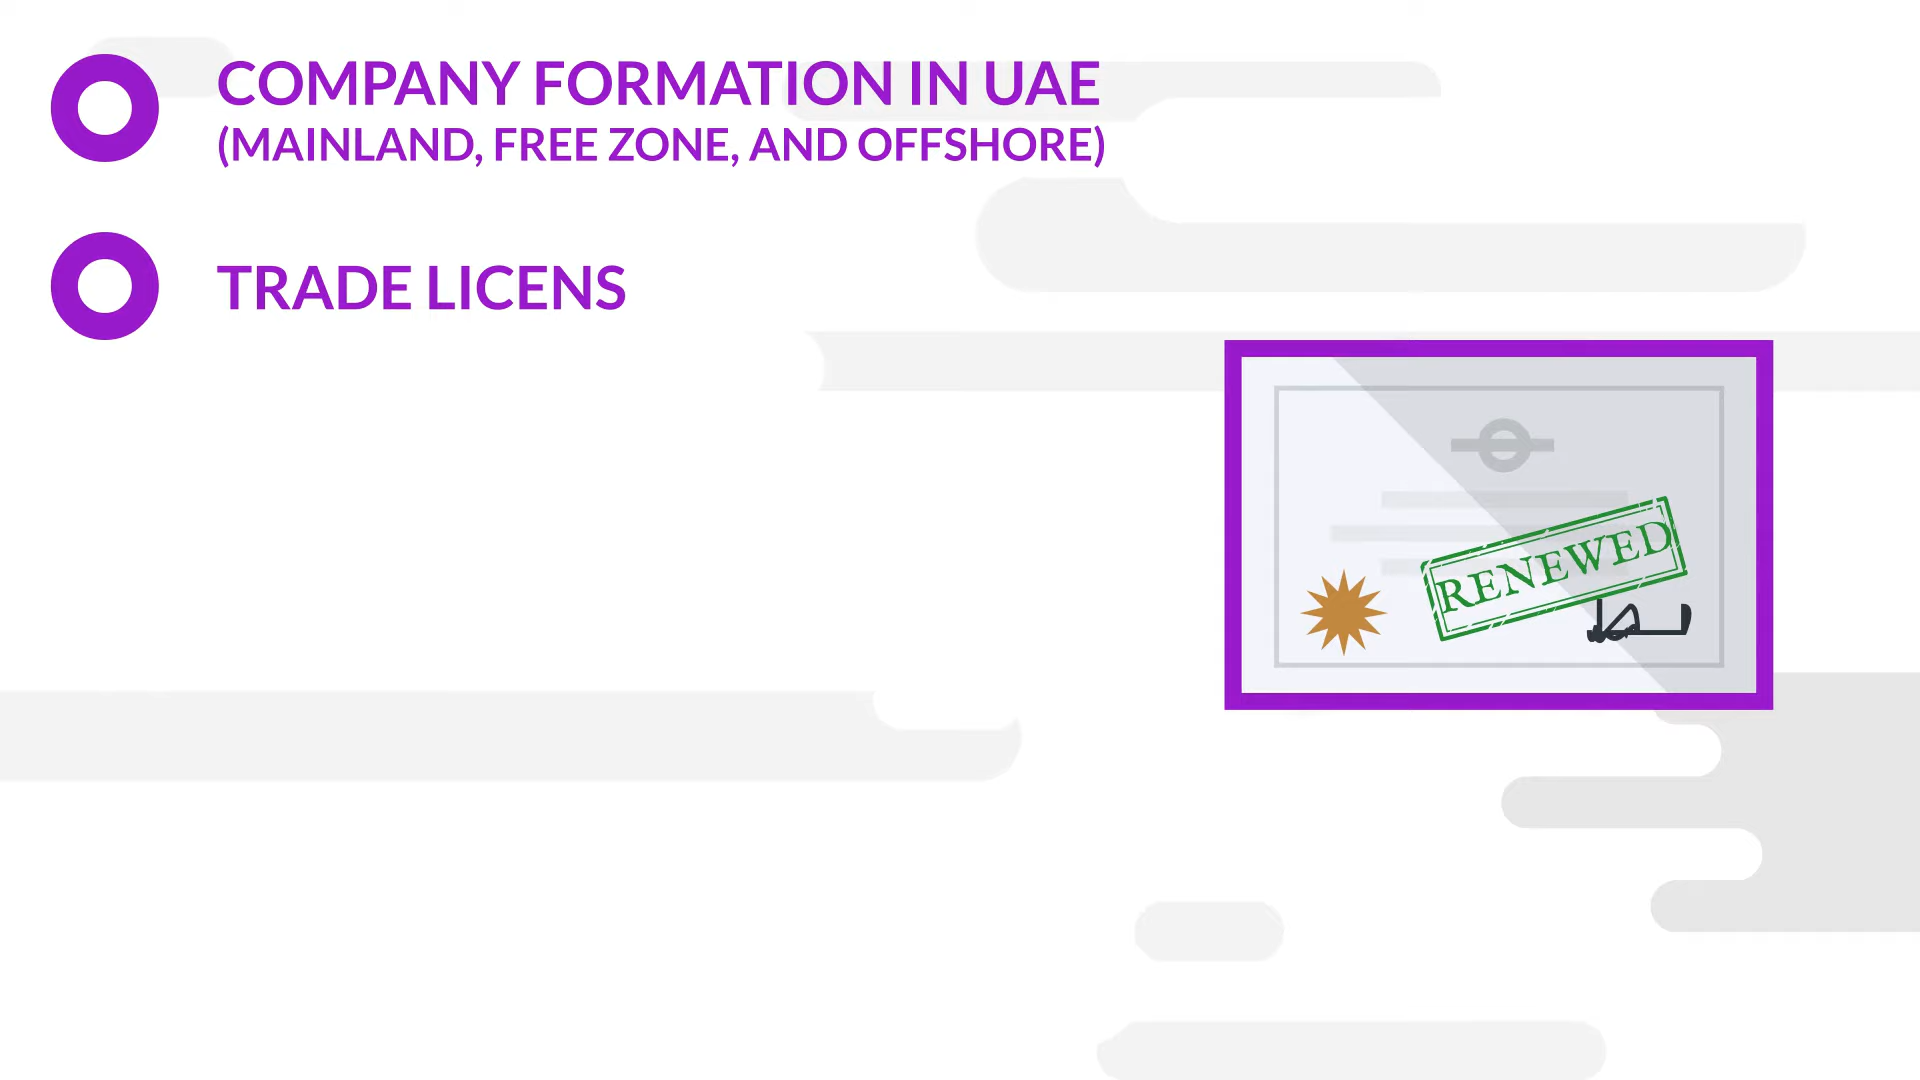 COMPANY FORMATION IN UAE
(MAINLAND, FREE ZONE, AND OFFSHORE)
TRADE LICENS
RENEWED